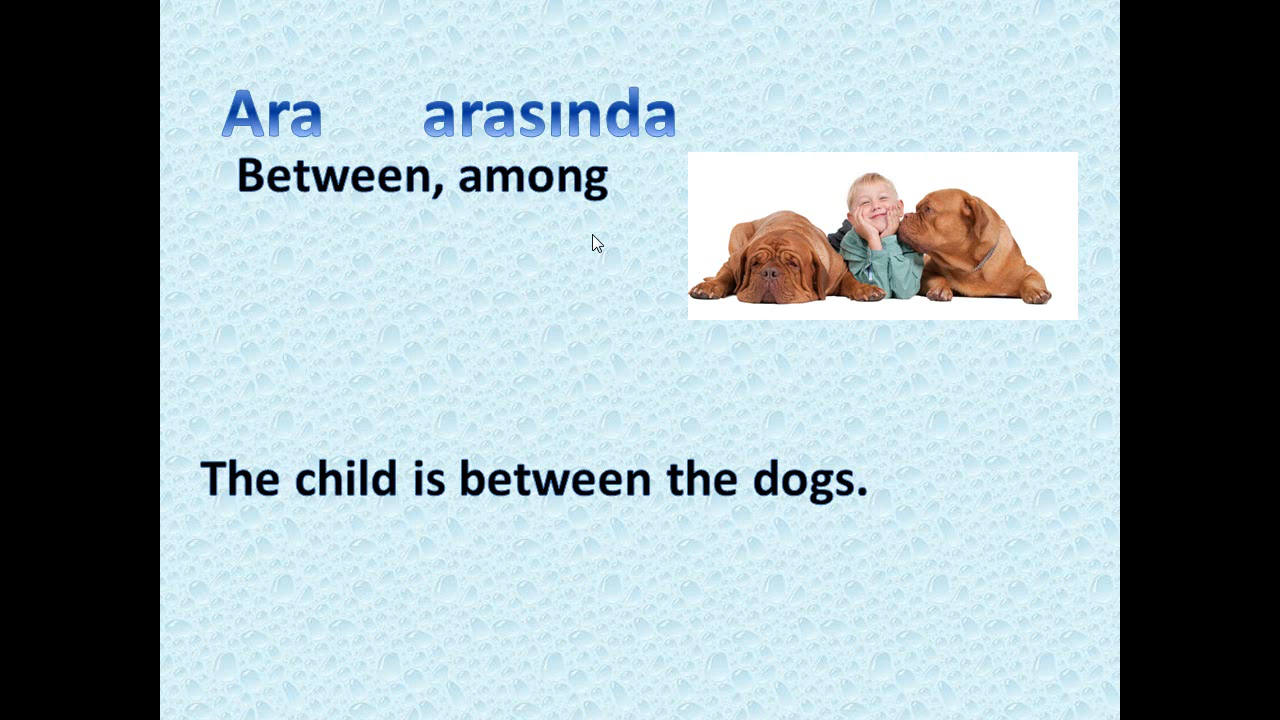 Ara arasında
Between, among
The child is between the dogs.